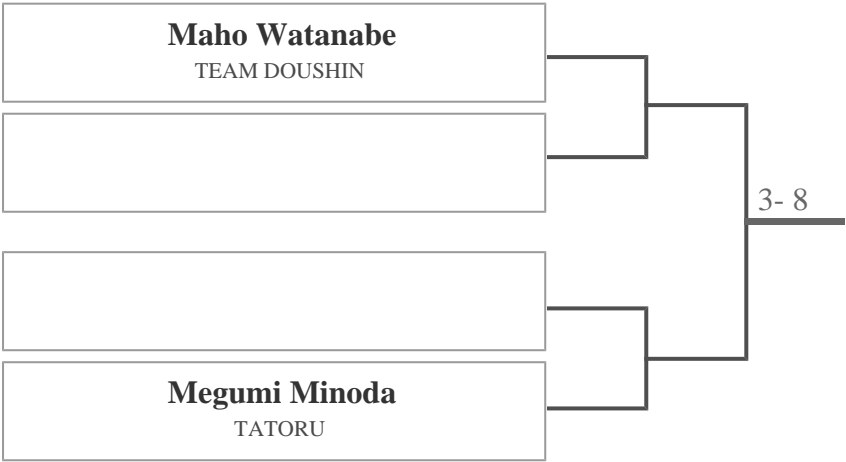 Maho Watanabe
TEAM DOUSHIN
3- 8
Megumi Minoda
TATORU